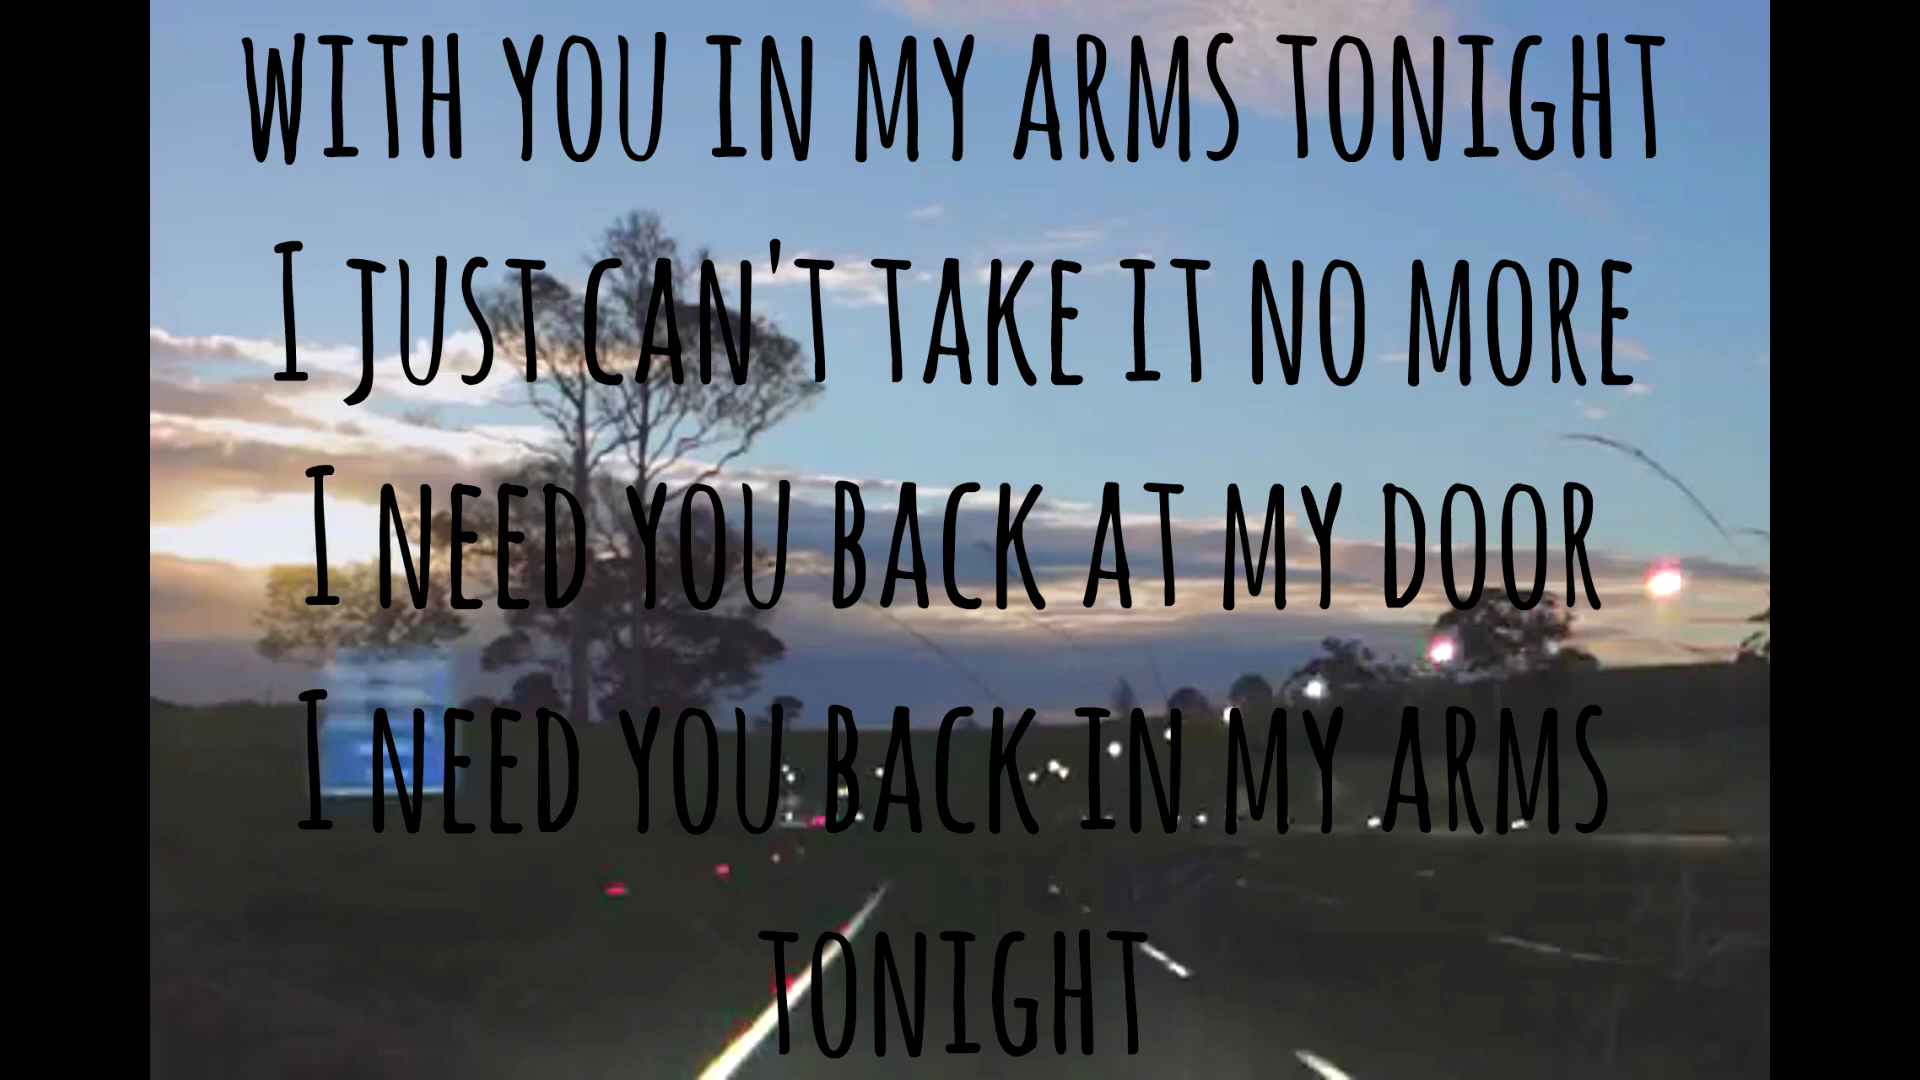 WITH YOU IN MY ARMS TONIGHT
I JUST CAN'T TAKE IT NO MORE
I NEED YOU BACK AT MY DOOR
I NEED YOU BACK IN MY ARMS
TONIGHT